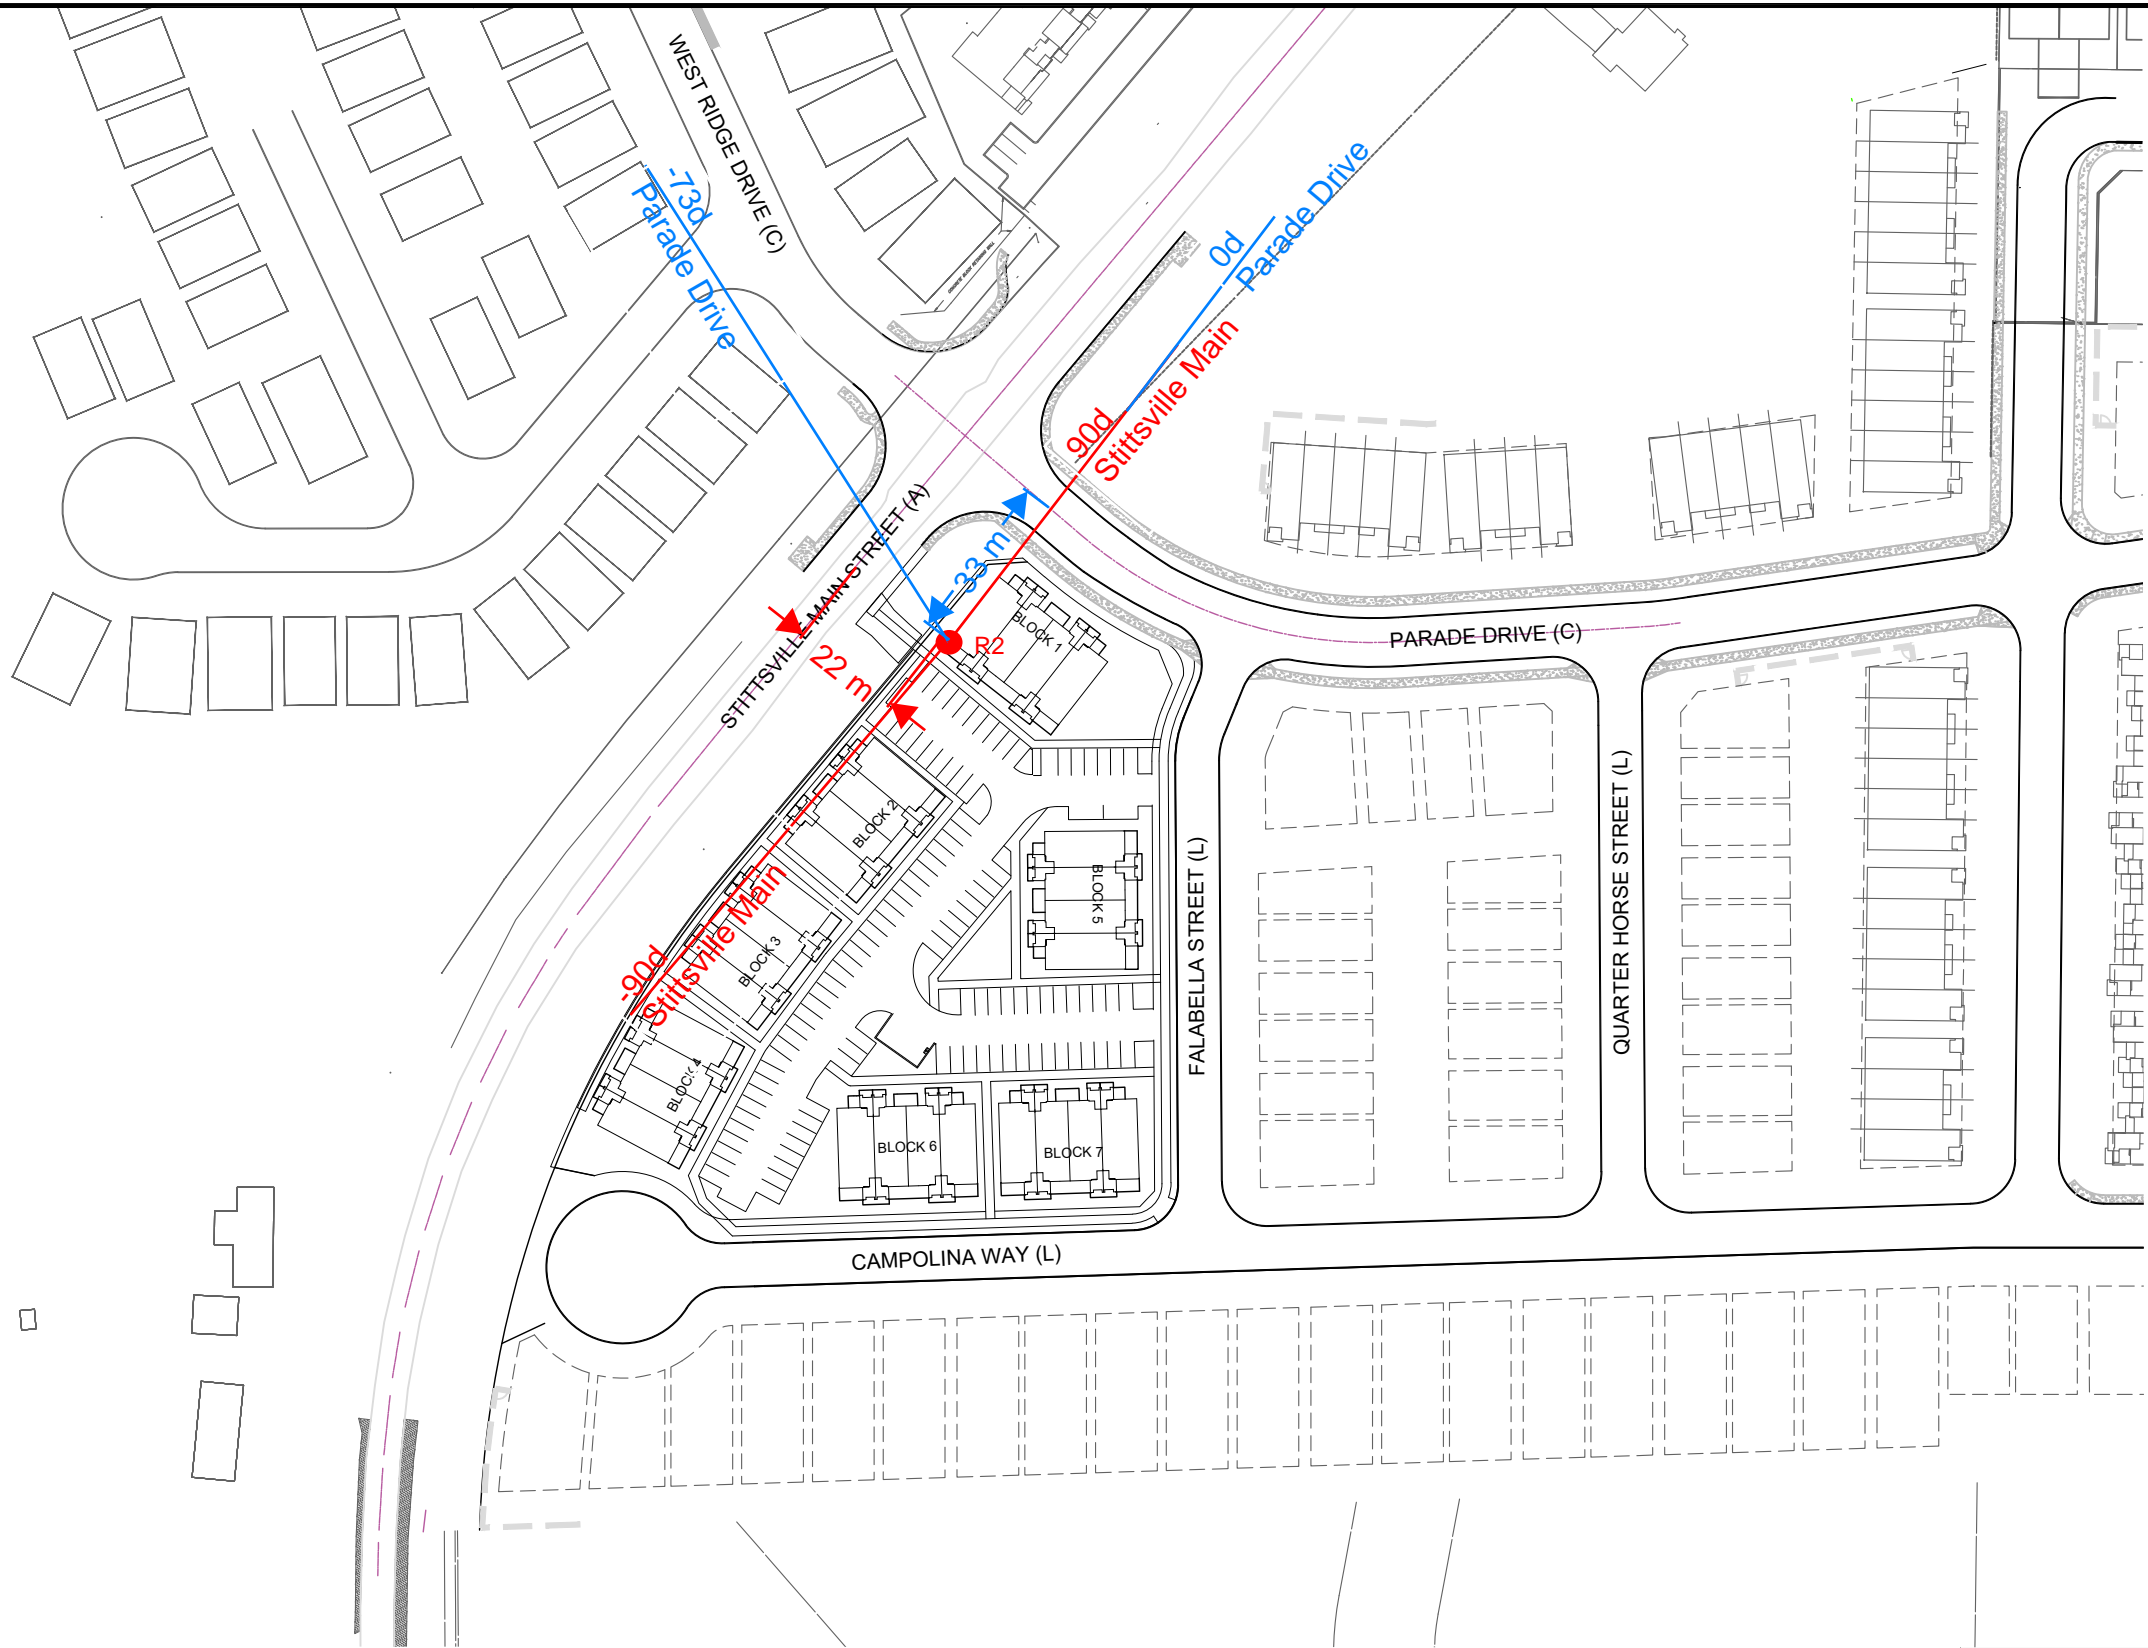 WEST RIDGE DRIVE (C)
-73d
Parade Drive
0d
Parade Drive
90d
Stittsville Main
STITTSVILLE MAIN STREET (A)
33 m
22 m
R2
BLOCK 1
PARADE DRIVE (C)
BLOCK 2
BLOCK 3
BLOCK 4
BLOCK 5
-90d
Stittsville Main
FALABELLA STREET (L)
QUARTER HORSE STREET (L)
BLOCK 6
BLOCK 7
CAMPOLINA WAY (L)